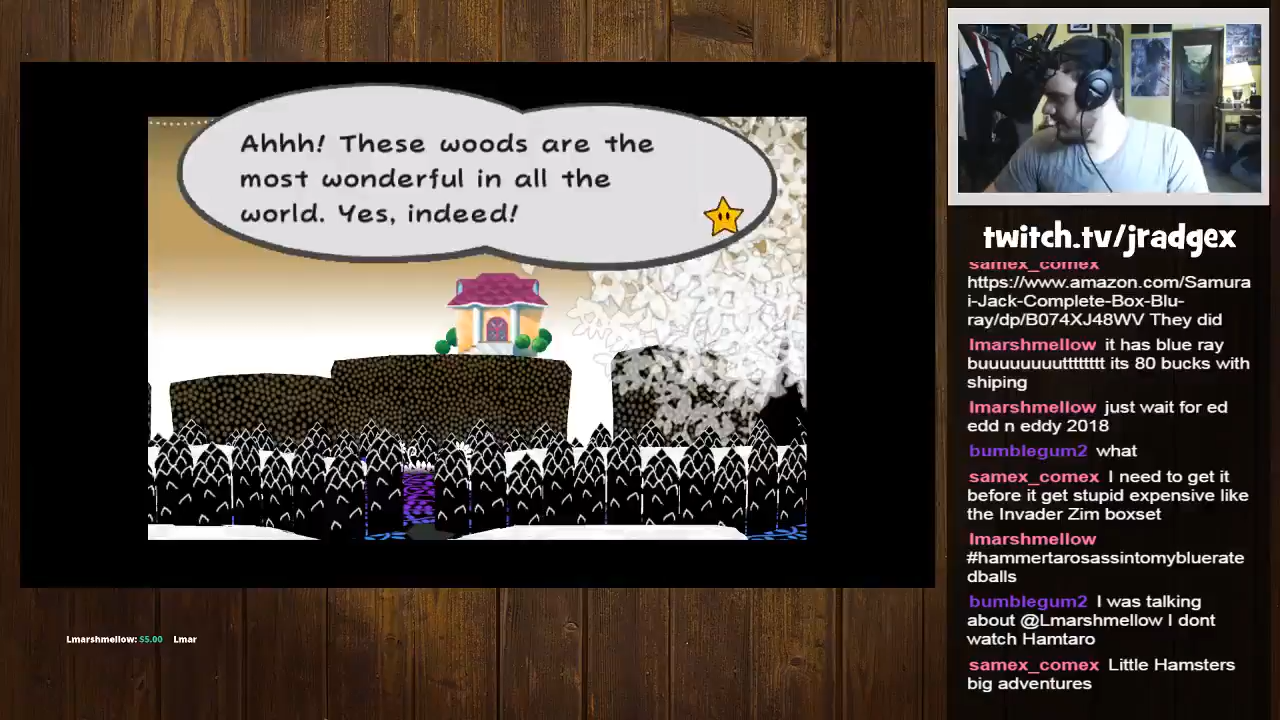 Ahhh! These woods are the
most wonderful in all the
world. Yes, indeed!
twitch.tv/jradgex
samex_comex
https://www.amazon.com/Samura
i-Jack-Complete-Box-Blu-
ray/dp/B074XJ48WV They did
lmarshmellow it has blue ray
buuuuuuuutttttttt its 80 bucks with
shiping
lmarshmellow just wait for ed
edd n eddy 2018
bumblegum2 what
samex_comex I need to get it
before it get stupid expensive like
the Invader Zim boxset
lmarshmellow
#hammertarosassintomybluerate
dballs
bumblegum2 I was talking
about @Lmarshmellow I dont
watch Hamtaro
samex_comex Little Hamsters
big adventures
Lmarshmellow: $5.00 Lmar